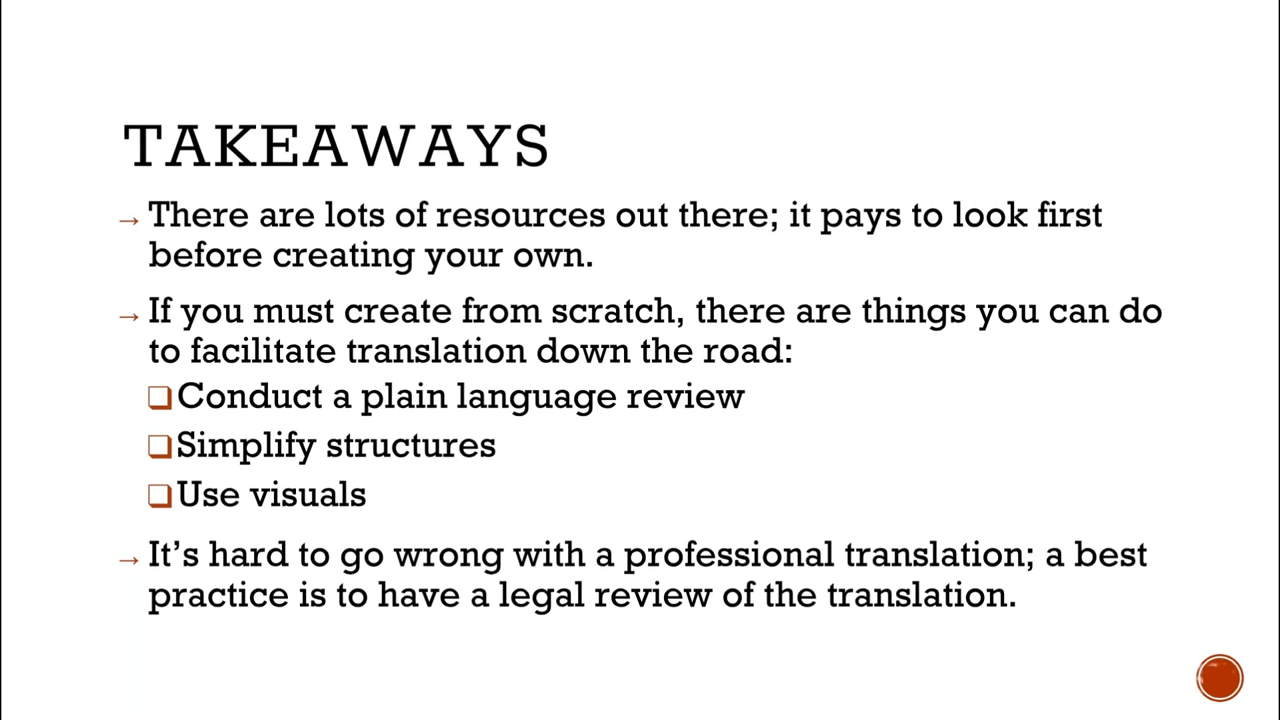 TAKEAWAYS
→ There are lots of resources out there; it pays to look first
before creating your own.
→ If you must create from scratch, there are things you can do
to facilitate translation down the road:
❑ Conduct a plain language review
❑ Simplify structures
❑ Use visuals
→ It’s hard to go wrong with a professional translation; a best
practice is to have a legal review of the translation.